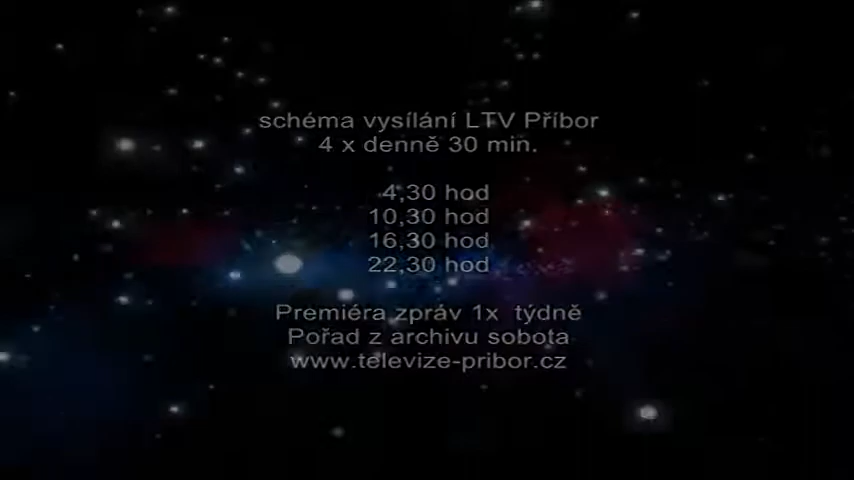 schéma vysílání LTV Příbor
4 x denně 30 min.
4,30 hod
10,30 hod
16,30 hod
22,30 hod
Premiéra zpráv 1x týdně
Pořad z archivu sobota
www.televize-pribor.cz